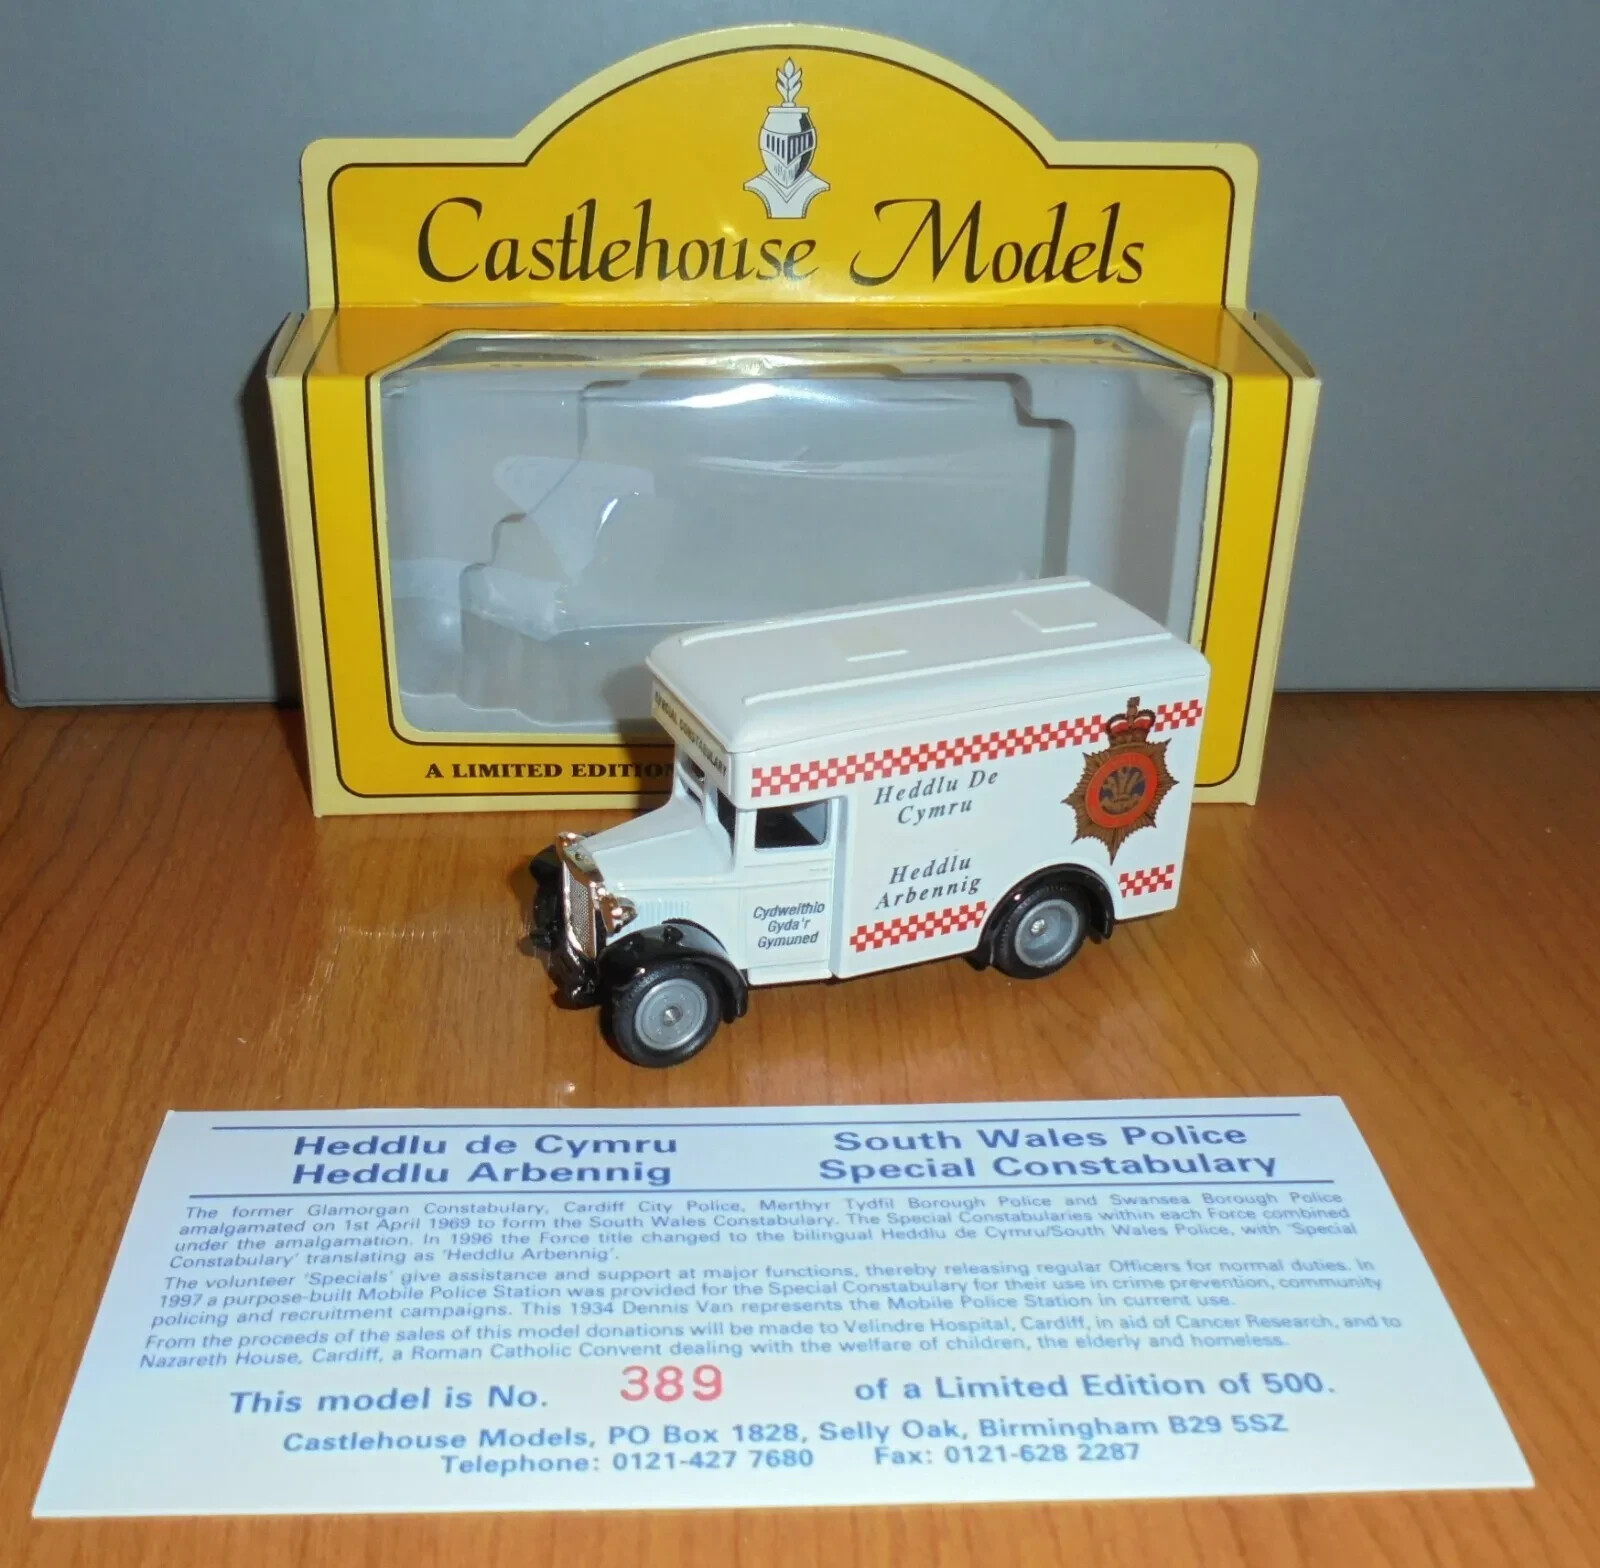 Castlehouse Models
A LIMITED EDITION
SPECIAL CONSTABULARY
Heddlu De
Cymru
Heddlu
Arbennig
Cydweithio
Gyda'r
Gymuned
Heddlu de Cymru
Heddlu Arbennig
South Wales Police
Special Constabulary
The former Glamorgan Constabulary, Cardiff City Police, Merthyr Tydfil Borough Police and Swansea Borough Police
amalgamated on 1st April 1969 to form the South Wales Constabulary. The Special Constabularies within each Force combined
under the amalgamation. In 1996 the Force title changed to the bilingual Heddlu de Cymru/South Wales Police, with 'Special
Constabulary' translating as 'Heddlu Arbennig'.
The volunteer 'Specials' give assistance and support at major functions, thereby releasing regular Officers for normal duties. In
1997 a purpose-built Mobile Police Station was provided for the Special Constabulary for their use in crime prevention, community
policing and recruitment campaigns. This 1934 Dennis Van represents the Mobile Police Station in current use.
From the proceeds of the sales of this model donations will be made to Velindre Hospital, Cardiff, in aid of Cancer Research, and to
Nazareth House, Cardiff, a Roman Catholic Convent dealing with the welfare of children, the elderly and homeless.
This model is No. 389 of a Limited Edition of 500.
Castlehouse Models, PO Box 1828, Selly Oak, Birmingham B29 5SZ
Telephone: 0121-427 7680 Fax: 0121-628 2287